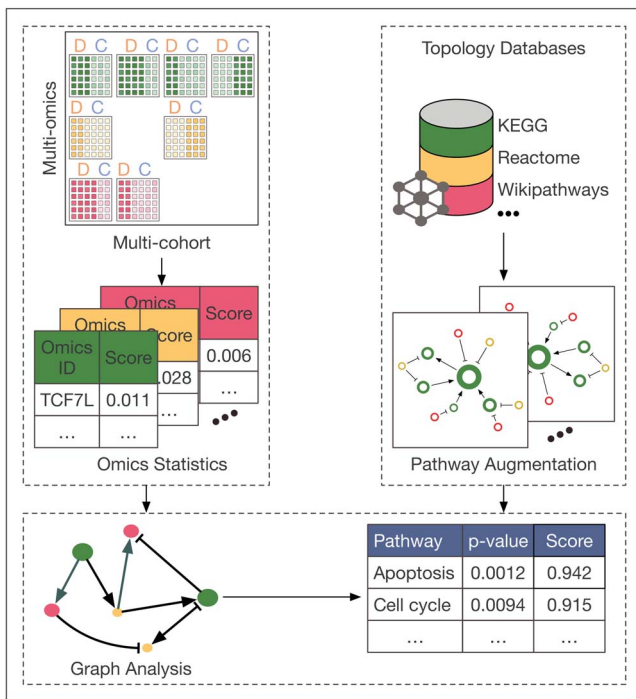 D C D C D C D C
D C D C
D C D C
Multi-omics
Multi-cohort
Omics
Score
0.006
...
Omics
Score
.028
...
Omics ID
Score
TCF7L
0.011
...
...
Omics Statistics
Topology Databases
KEGG
Reactome
Wikipathways
Pathway Augmentation
Graph Analysis
Pathway p-value Score
Apoptosis 0.0012 0.942
Cell cycle 0.0094 0.915
... ... ...